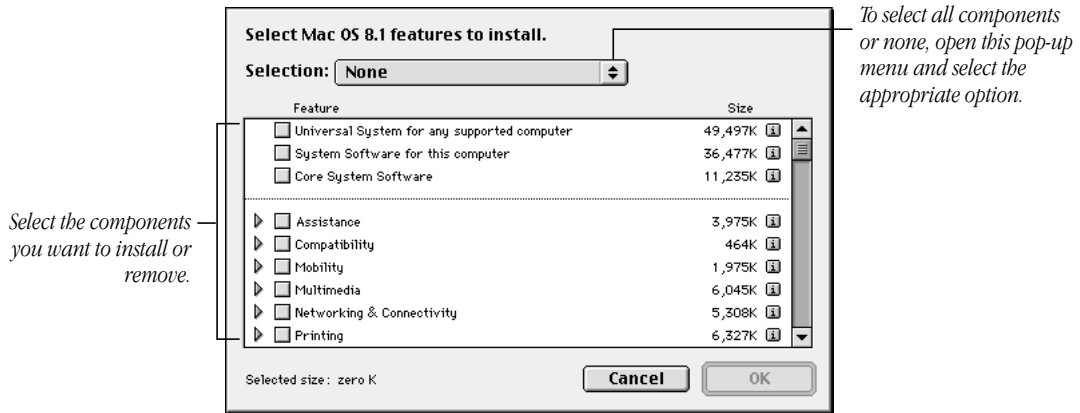 Select Mac OS 8.1 features to install.
Selection: None
Feature Size
Universal System for any supported computer 49,497K
System Software for this computer 36,477K
Core System Software 11,235K
Assistance 3,975K
Compatibility 464K
Mobility 1,975K
Multimedia 6,045K
Networking & Connectivity 5,308K
Printing 6,327K
Selected size: zero K
Cancel OK
To select all components
or none, open this pop-up
menu and select the
appropriate option.
Select the components
you want to install or
remove.